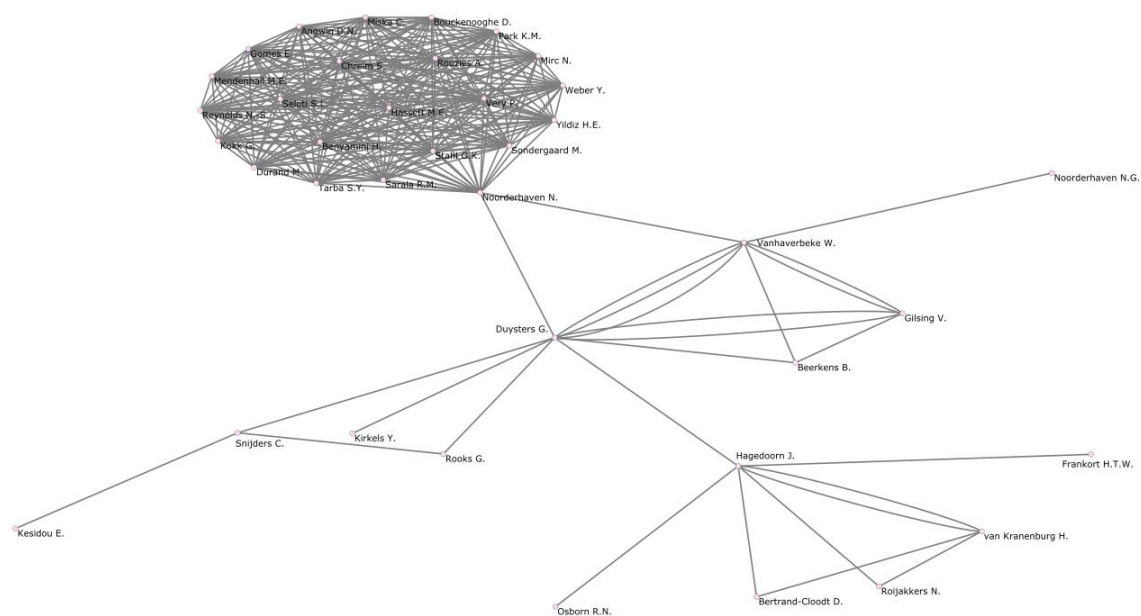 Miska C.
Bouckenooghe D.
Angwin D.N.
Park K.M.
Gomes E.
Chreim S.
Rouzies A.
Mirc N.
Mendenhall M.E.
Weber Y.
Seloti S.L.
Hassett M.E.
Very P.
Reynolds N.-S.
Yildiz H.E.
Kokk G.
Benyamini H.
Stahl G.K.
Sondergaard M.
Durand M.
Tarba S.Y.
Sarala R.M.
Noorderhaven N.
Noorderhaven N.G.
Vanhaverbeke W.
Gilsing V.
Duysters G.
Beerkens B.
Snijders C.
Kirkels Y.
Rooks G.
Hagedoorn J.
Frankort H.T.W.
Kesidou E.
van Kranenburg H.
Roijakkers N.
Bertrand-Cloodt D.
Osborn R.N.